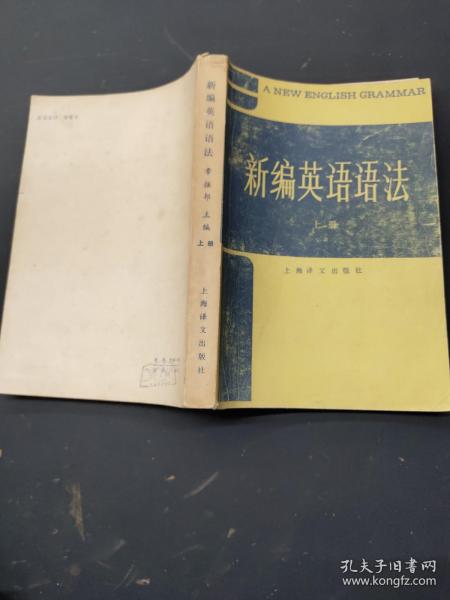 A NEW ENGLISH GRAMMAR
新编英语语法
上册
上海译文出版社
新编英语语法 章振邦 主编 上册 上海译文出版社
孔夫子旧书网
www.kongfz.com